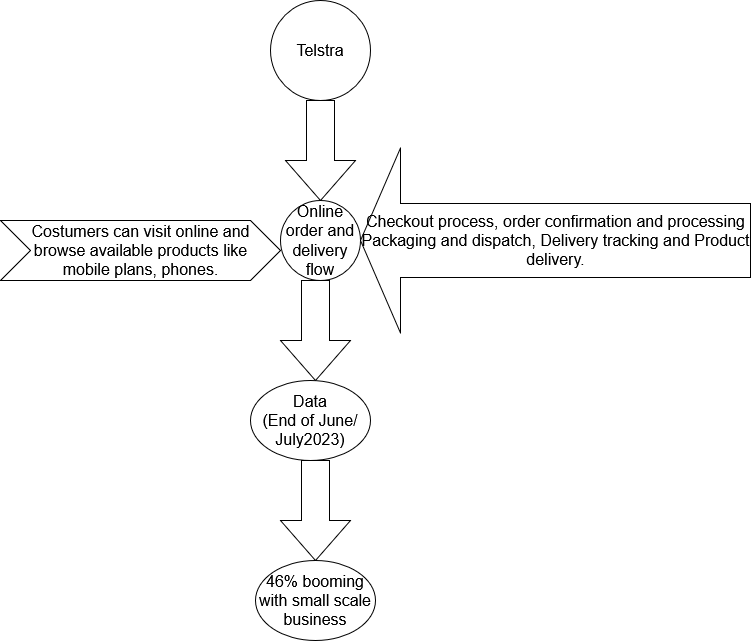 Telstra
Online
order and
delivery
flow
Costumers can visit online and
browse available products like
mobile plans, phones.
Checkout process, order confirmation and processing
Packaging and dispatch, Delivery tracking and Product
delivery.
Data
(End of June/
July2023)
46% booming
with small scale
business